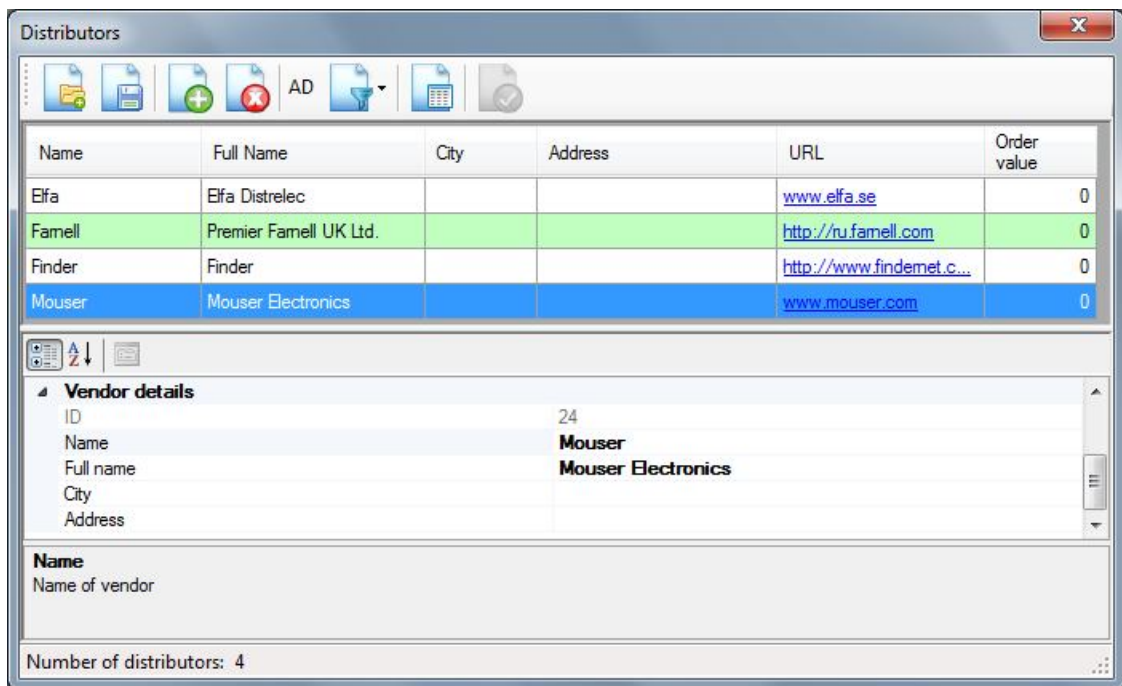 Distributors
AD
Name Full Name City Address URL Order value
Elfa Elfa Distrelec www.elfa.se 0
Farnell Premier Farnell UK Ltd. http://ru.farnell.com 0
Finder Finder http://www.findernet.c... 0
Mouser Mouser Electronics www.mouser.com 0
Vendor details
ID 24
Name Mouser
Full name Mouser Electronics
City
Address
Name
Name of vendor
Number of distributors: 4